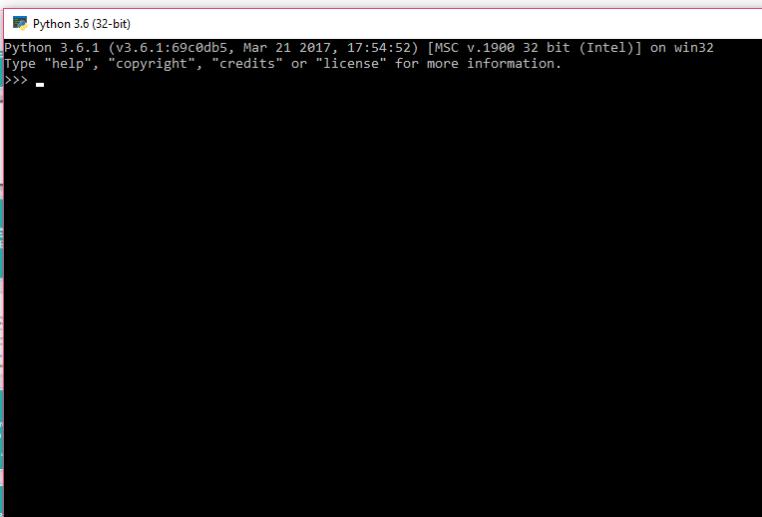 Python 3.6 (32-bit)
Python 3.6.1 (v3.6.1:69c0db5, Mar 21 2017, 17:54:52) [MSC v.1900 32 bit (Intel)] on win32
Type "help", "copyright", "credits" or "license" for more information.
>>>